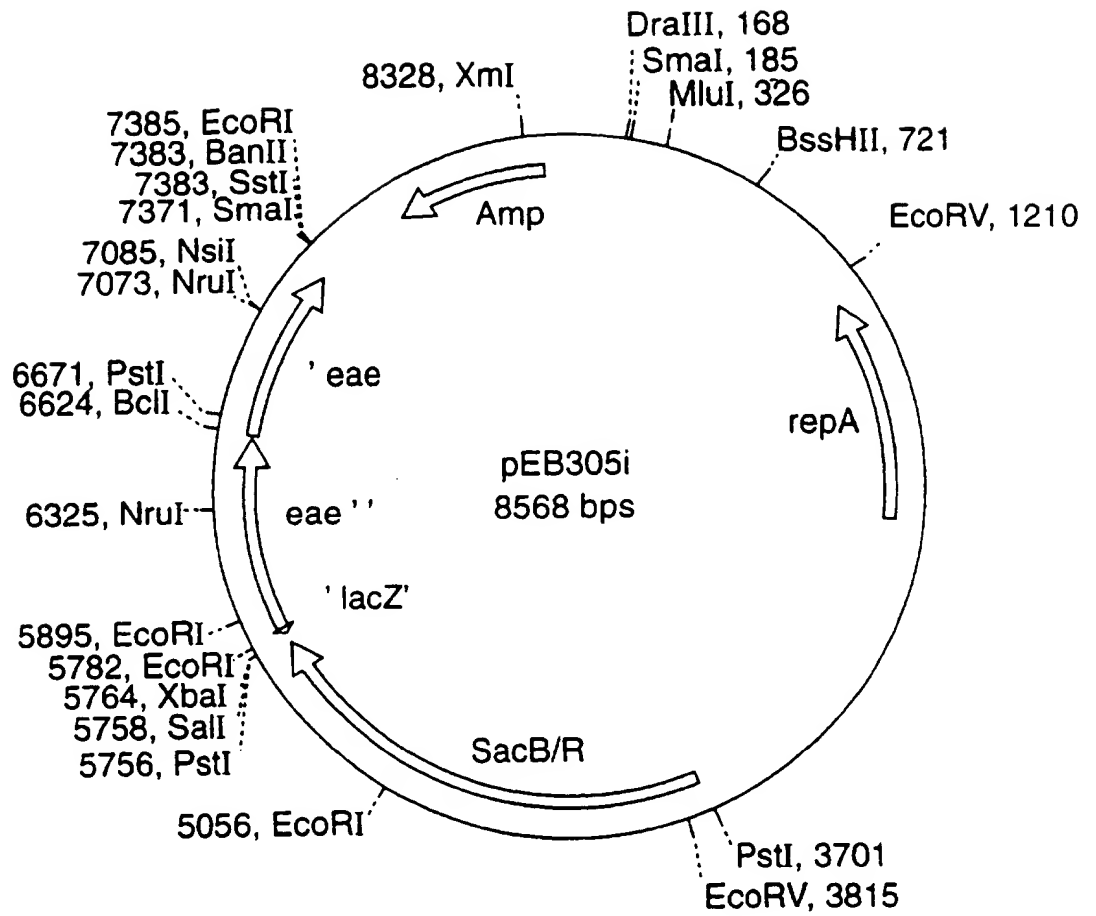 DraIII, 168
SmaI, 185
MluI, 326
BssHII, 721
EcoRV, 1210
8328, XmI
7385, EcoRI
7383, BanII
7383, SstI
7371, SmaI
7085, NsiI
7073, NruI
6671, PstI
6624, BclI
6325, NruI
5895, EcoRI
5782, EcoRI
5764, XbaI
5758, SalI
5756, PstI
5056, EcoRI
PstI, 3701
EcoRV, 3815
Amp
' eae
repA
pEB305i
8568 bps
eae ' '
' lacZ'
SacB/R